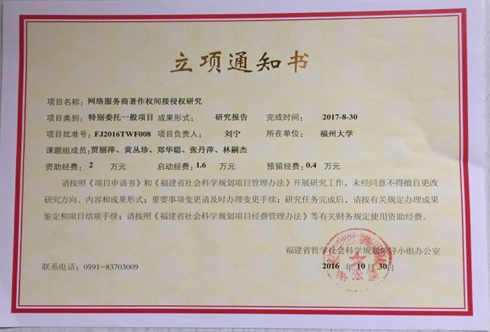 立项通知书
项目名称：网络服务商著作权间接侵权研究
项目类别：特别委托一般项目 成果形式： 研究报告 完成时间： 2017-8-30
项目批准号：FJ2016TWF008 项目负责人： 刘宁 所在单位： 福州大学
课题组成员：贾丽萍、黄丛珍、郑华聪、张丹萍、林嗣杰
资助经费： 2 万元 启动经费：1.6 万元 预留经费：0.4 万元
请按照《项目申请书》和《福建省社会科学规划项目管理办法》开展研究工作，未经同意不得擅自更改
研究方向、内容和成果形式；重要事项变更请及时办理变更手续；研究任务完成后，请按有关规定办理成果
鉴定和项目结项手续；请按照《福建省社会科学规划项目经费管理办法》等有关财务规定使用资助经费。
福建省哲学社会科学规划领导小组办公室
联系电话：0591-83703009 2016 年 10 月 30 日